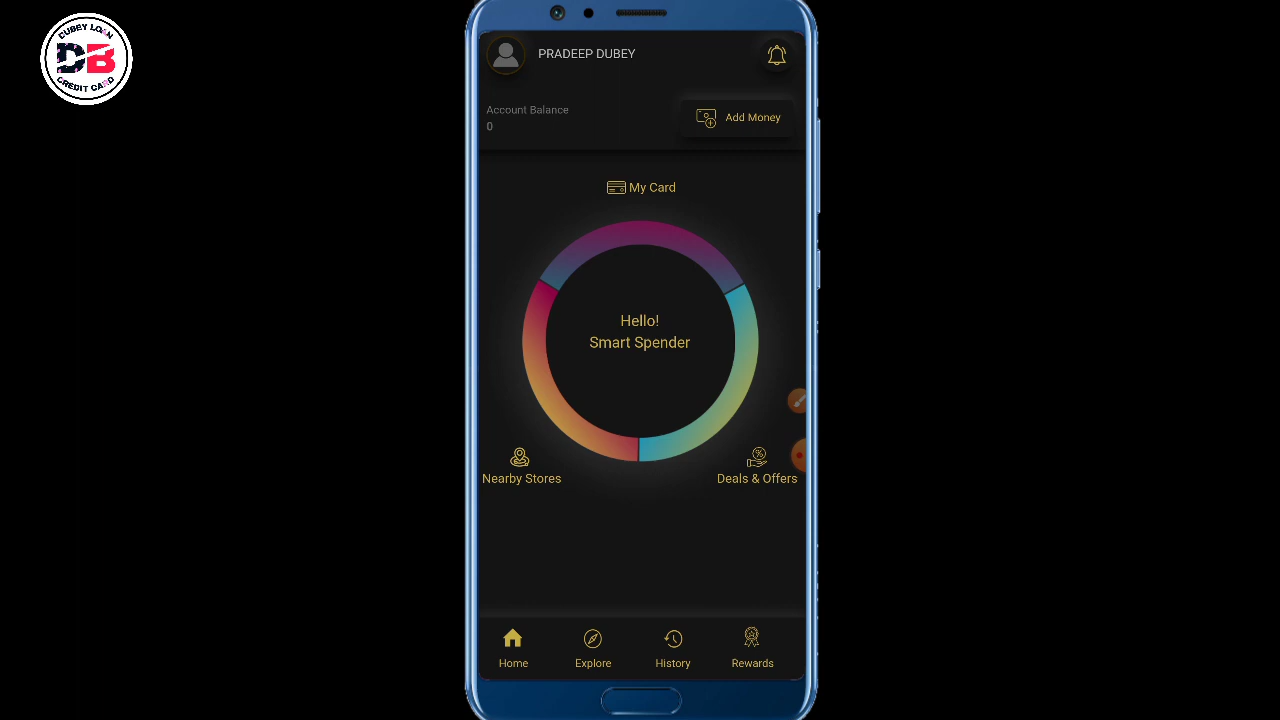 DUBEY LOAN
DB
CREDIT CARD
PRADEEP DUBEY
Account Balance
0
Add Money
My Card
Hello!
Smart Spender
Nearby Stores
Deals & Offers
Home
Explore
History
Rewards